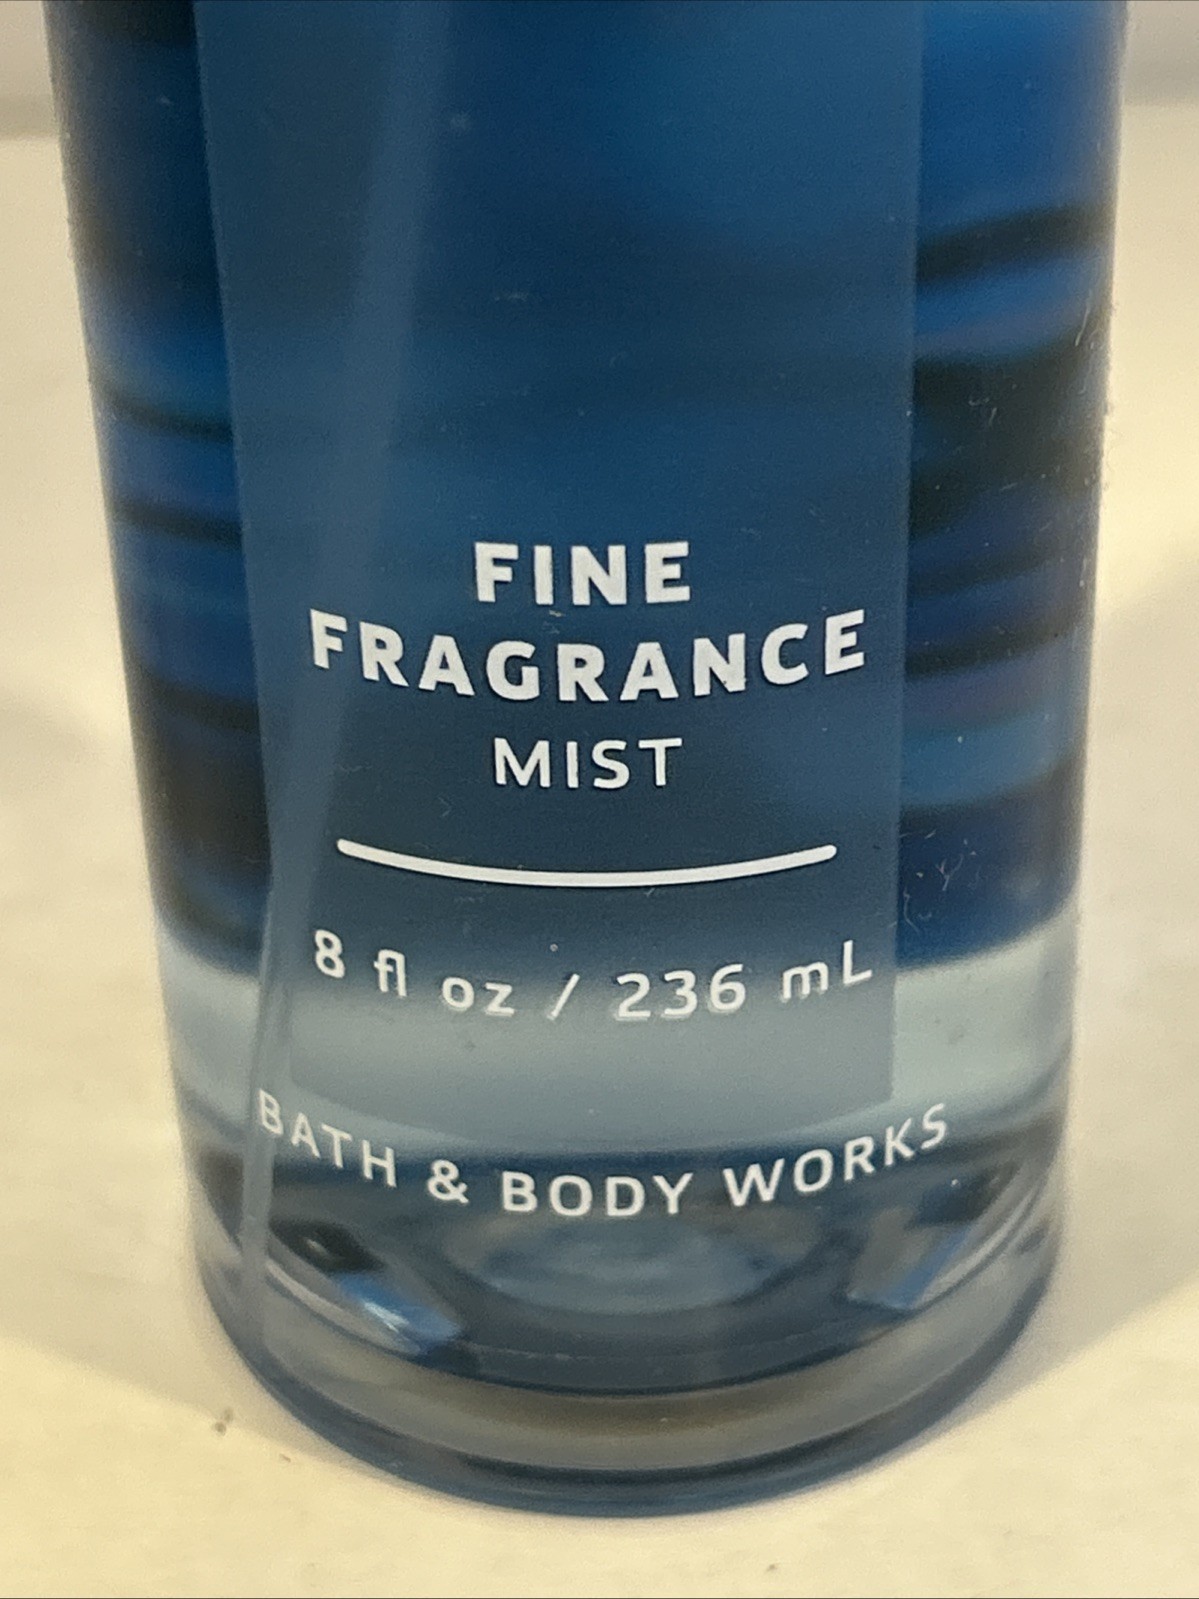 FINE
FRAGRANCE
MIST
8 fl oz / 236 mL
BATH & BODY WORKS